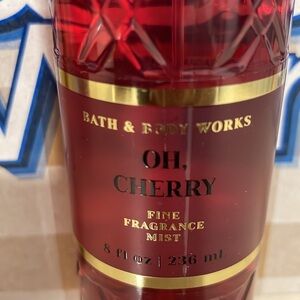 BATH & BODY WORKS
OH,
CHERRY
FINE
FRAGRANCE
MIST
8 fl oz | 236 mL